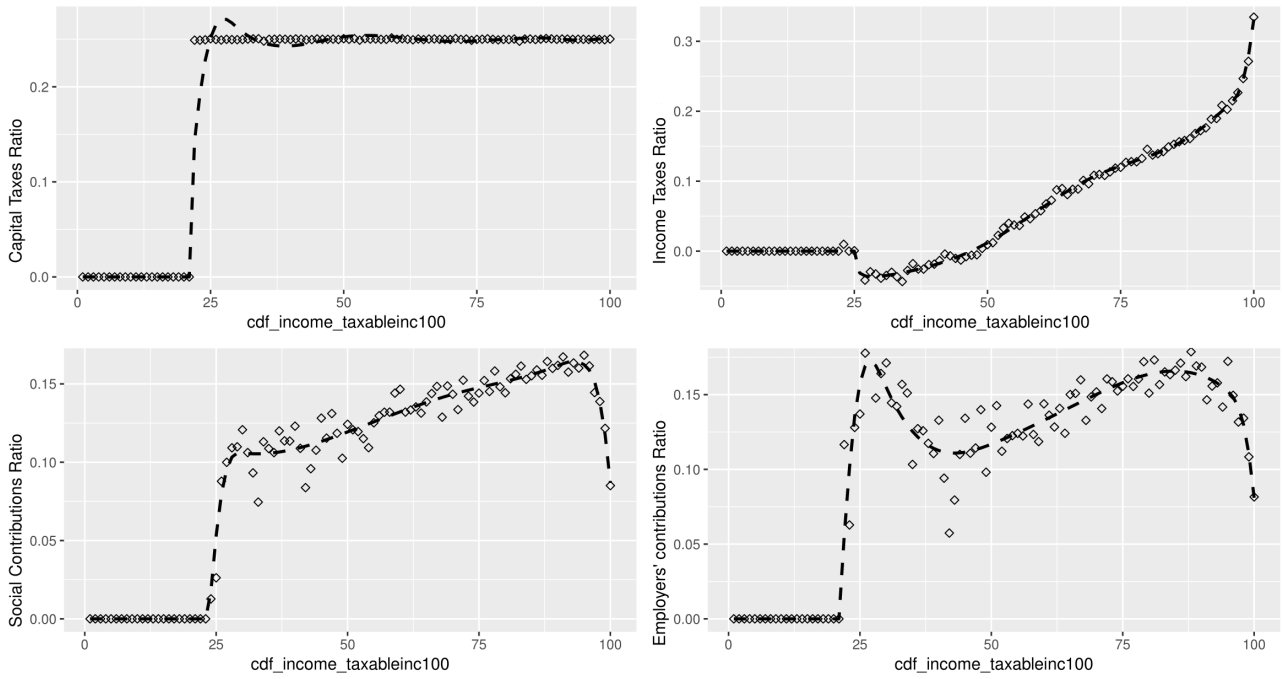 Capital Taxes Ratio
0.2
0.1
0.0
0 25 50 75 100
cdf_income_taxableinc100
Income Taxes Ratio
0.3
0.2
0.1
0.0
0 25 50 75 100
cdf_income_taxableinc100
Social Contributions Ratio
0.15
0.10
0.05
0.00
0 25 50 75 100
cdf_income_taxableinc100
Employers' contributions Ratio
0.15
0.10
0.05
0.00
0 25 50 75 100
cdf_income_taxableinc100